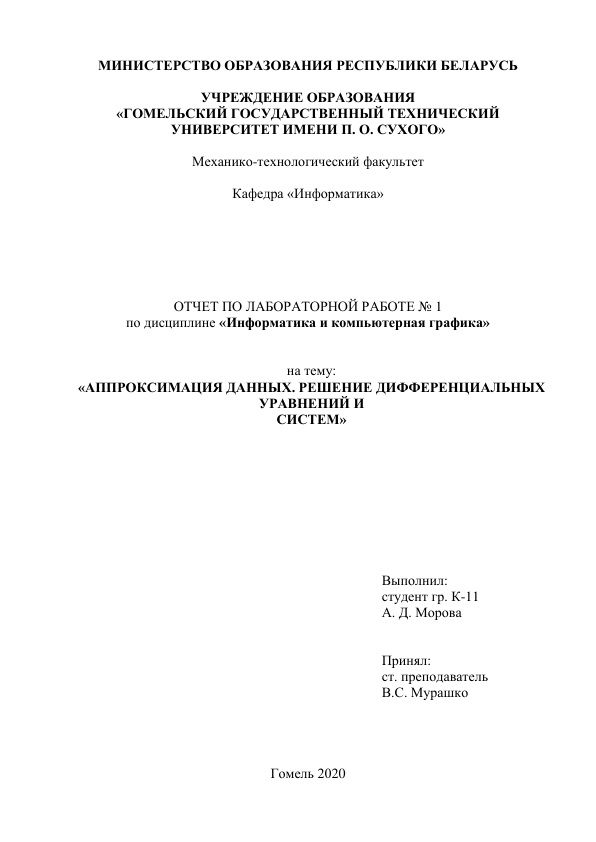 МИНИСТЕРСТВО ОБРАЗОВАНИЯ РЕСПУБЛИКИ БЕЛАРУСЬ
УЧРЕЖДЕНИЕ ОБРАЗОВАНИЯ
«ГОМЕЛЬСКИЙ ГОСУДАРСТВЕННЫЙ ТЕХНИЧЕСКИЙ
УНИВЕРСИТЕТ ИМЕНИ П. О. СУХОГО»
Механико-технологический факультет
Кафедра «Информатика»
ОТЧЕТ ПО ЛАБОРАТОРНОЙ РАБОТЕ № 1
по дисциплине «Информатика и компьютерная графика»
на тему:
«АППРОКСИМАЦИЯ ДАННЫХ. РЕШЕНИЕ ДИФФЕРЕНЦИАЛЬНЫХ
УРАВНЕНИЙ И
СИСТЕМ»
Выполнил:
студент гр. К-11
А. Д. Морова
Принял:
ст. преподаватель
В.С. Мурашко
Гомель 2020